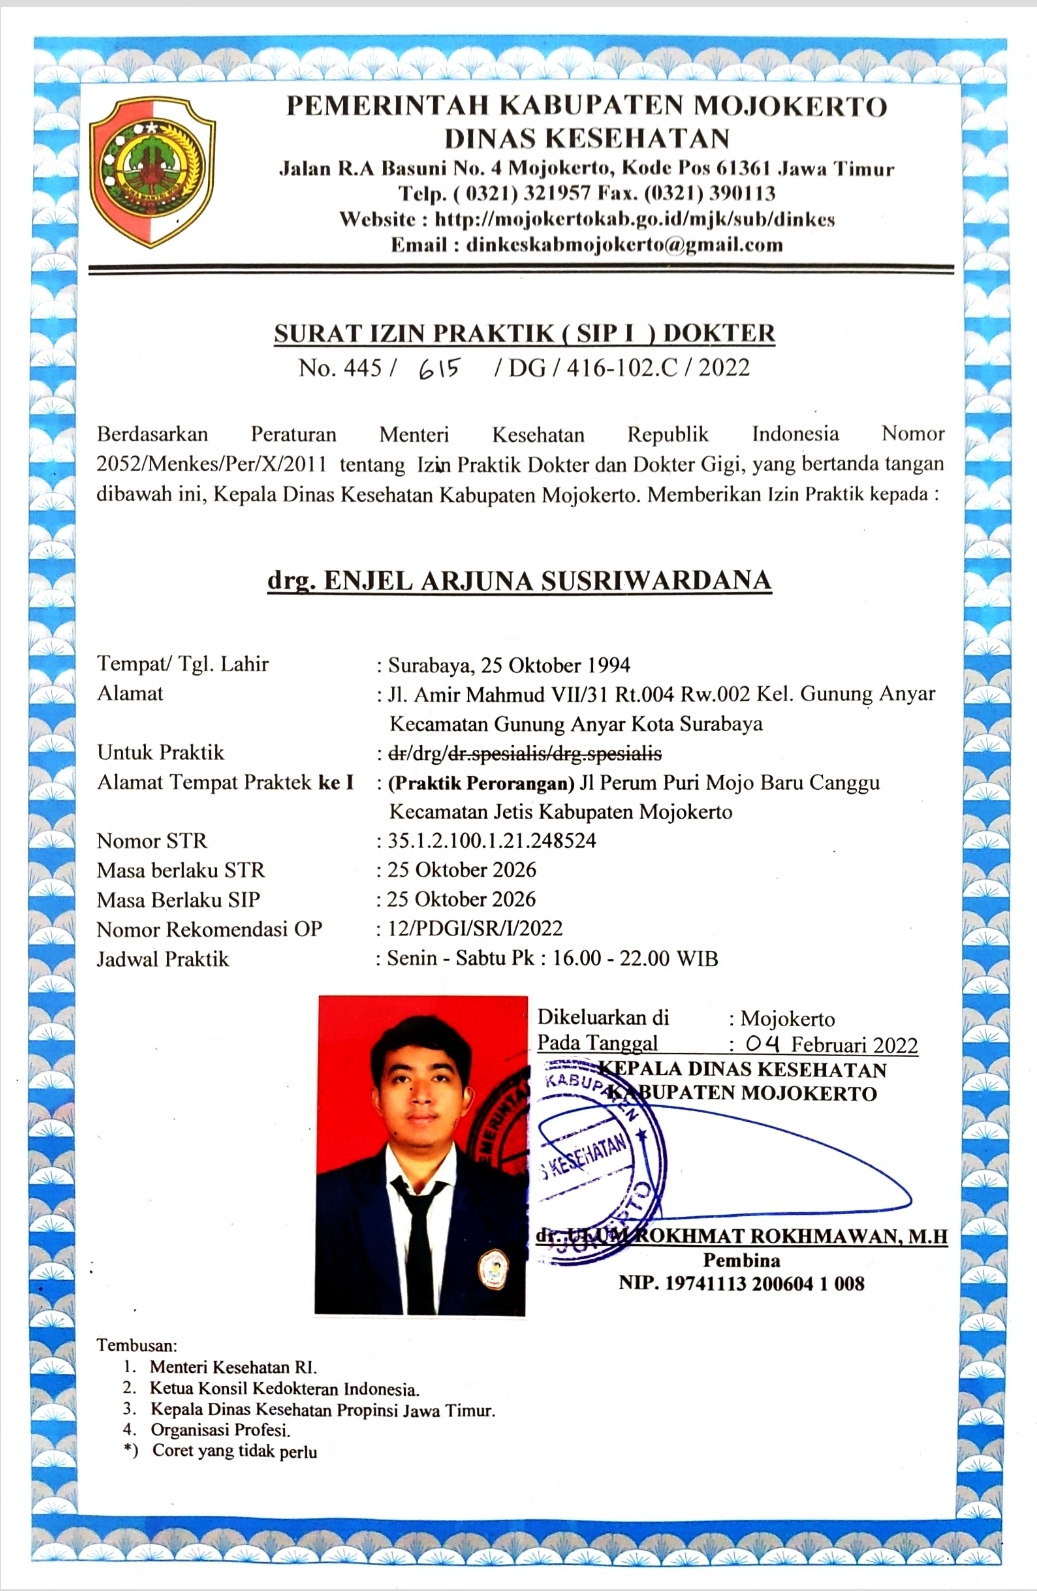 PEMERINTAH KABUPATEN MOJOKERTO
DINAS KESEHATAN
Jalan R.A Basuni No. 4 Mojokerto, Kode Pos 61361 Jawa Timur
Telp. ( 0321) 321957 Fax. (0321) 390113
Website : http://mojokertokab.go.id/mjk/sub/dinkes
Email : dinkeskabmojokerto@gmail.com
SURAT IZIN PRAKTIK ( SIP I ) DOKTER
No. 445 / 615 / DG / 416-102.C / 2022
Berdasarkan Peraturan Menteri Kesehatan Republik Indonesia Nomor
2052/Menkes/Per/X/2011 tentang Izin Praktik Dokter dan Dokter Gigi, yang bertanda tangan
dibawah ini, Kepala Dinas Kesehatan Kabupaten Mojokerto. Memberikan Izin Praktik kepada :
drg. ENJEL ARJUNA SUSRIWARDANA
Tempat/ Tgl. Lahir : Surabaya, 25 Oktober 1994
Alamat : Jl. Amir Mahmud VII/31 Rt.004 Rw.002 Kel. Gunung Anyar
Kecamatan Gunung Anyar Kota Surabaya
Untuk Praktik : dr/drg/dr.spesialis/drg.spesialis
Alamat Tempat Praktek ke I : (Praktik Perorangan) Jl Perum Puri Mojo Baru Canggu
Kecamatan Jetis Kabupaten Mojokerto
Nomor STR : 35.1.2.100.1.21.248524
Masa berlaku STR : 25 Oktober 2026
Masa Berlaku SIP : 25 Oktober 2026
Nomor Rekomendasi OP : 12/PDGI/SR/I/2022
Jadwal Praktik : Senin - Sabtu Pk : 16.00 - 22.00 WIB
Dikeluarkan di : Mojokerto
Pada Tanggal : 04 Februari 2022
KEPALA DINAS KESEHATAN
KABUPATEN MOJOKERTO
KABUPATEN
KESEHATAN
dr. ULUM ROKHMAT ROKHMAWAN, M.H
Pembina
NIP. 19741113 200604 1 008
Tembusan:
1. Menteri Kesehatan RI.
2. Ketua Konsil Kedokteran Indonesia.
3. Kepala Dinas Kesehatan Propinsi Jawa Timur.
4. Organisasi Profesi.
*) Coret yang tidak perlu